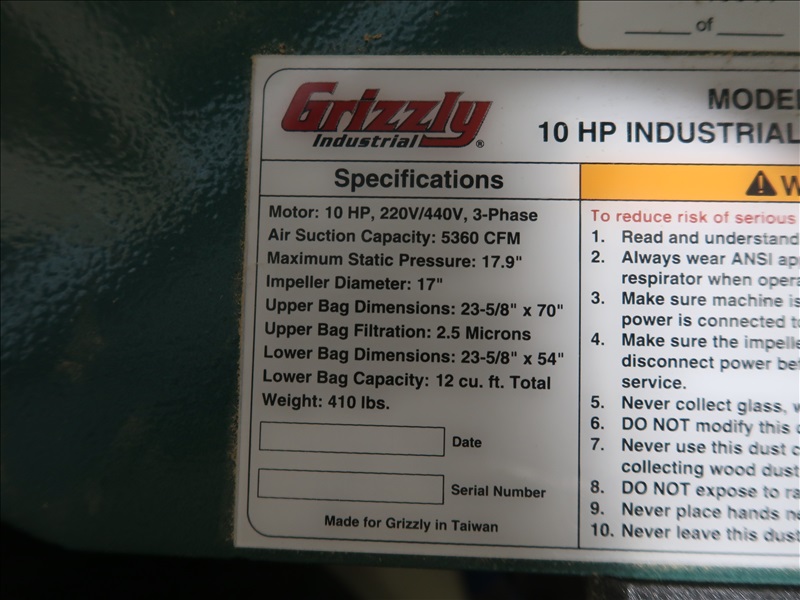 of
Grizzly
Industrial ®
MODEL
10 HP INDUSTRIAL
Specifications
Motor: 10 HP, 220V/440V, 3-Phase
Air Suction Capacity: 5360 CFM
Maximum Static Pressure: 17.9"
Impeller Diameter: 17"
Upper Bag Dimensions: 23-5/8" x 70"
Upper Bag Filtration: 2.5 Microns
Lower Bag Dimensions: 23-5/8" x 54"
Lower Bag Capacity: 12 cu. ft. Total
Weight: 410 lbs.
Date
Serial Number
Made for Grizzly in Taiwan
W
To reduce risk of serious
1. Read and understand
2. Always wear ANSI ap
respirator when opera
3. Make sure machine is
power is connected to
4. Make sure the impelle
disconnect power bef
service.
5. Never collect glass, w
6. DO NOT modify this
7. Never use this dust c
collecting wood dust
8. DO NOT expose to ra
9. Never place hands ne
10. Never leave this dust